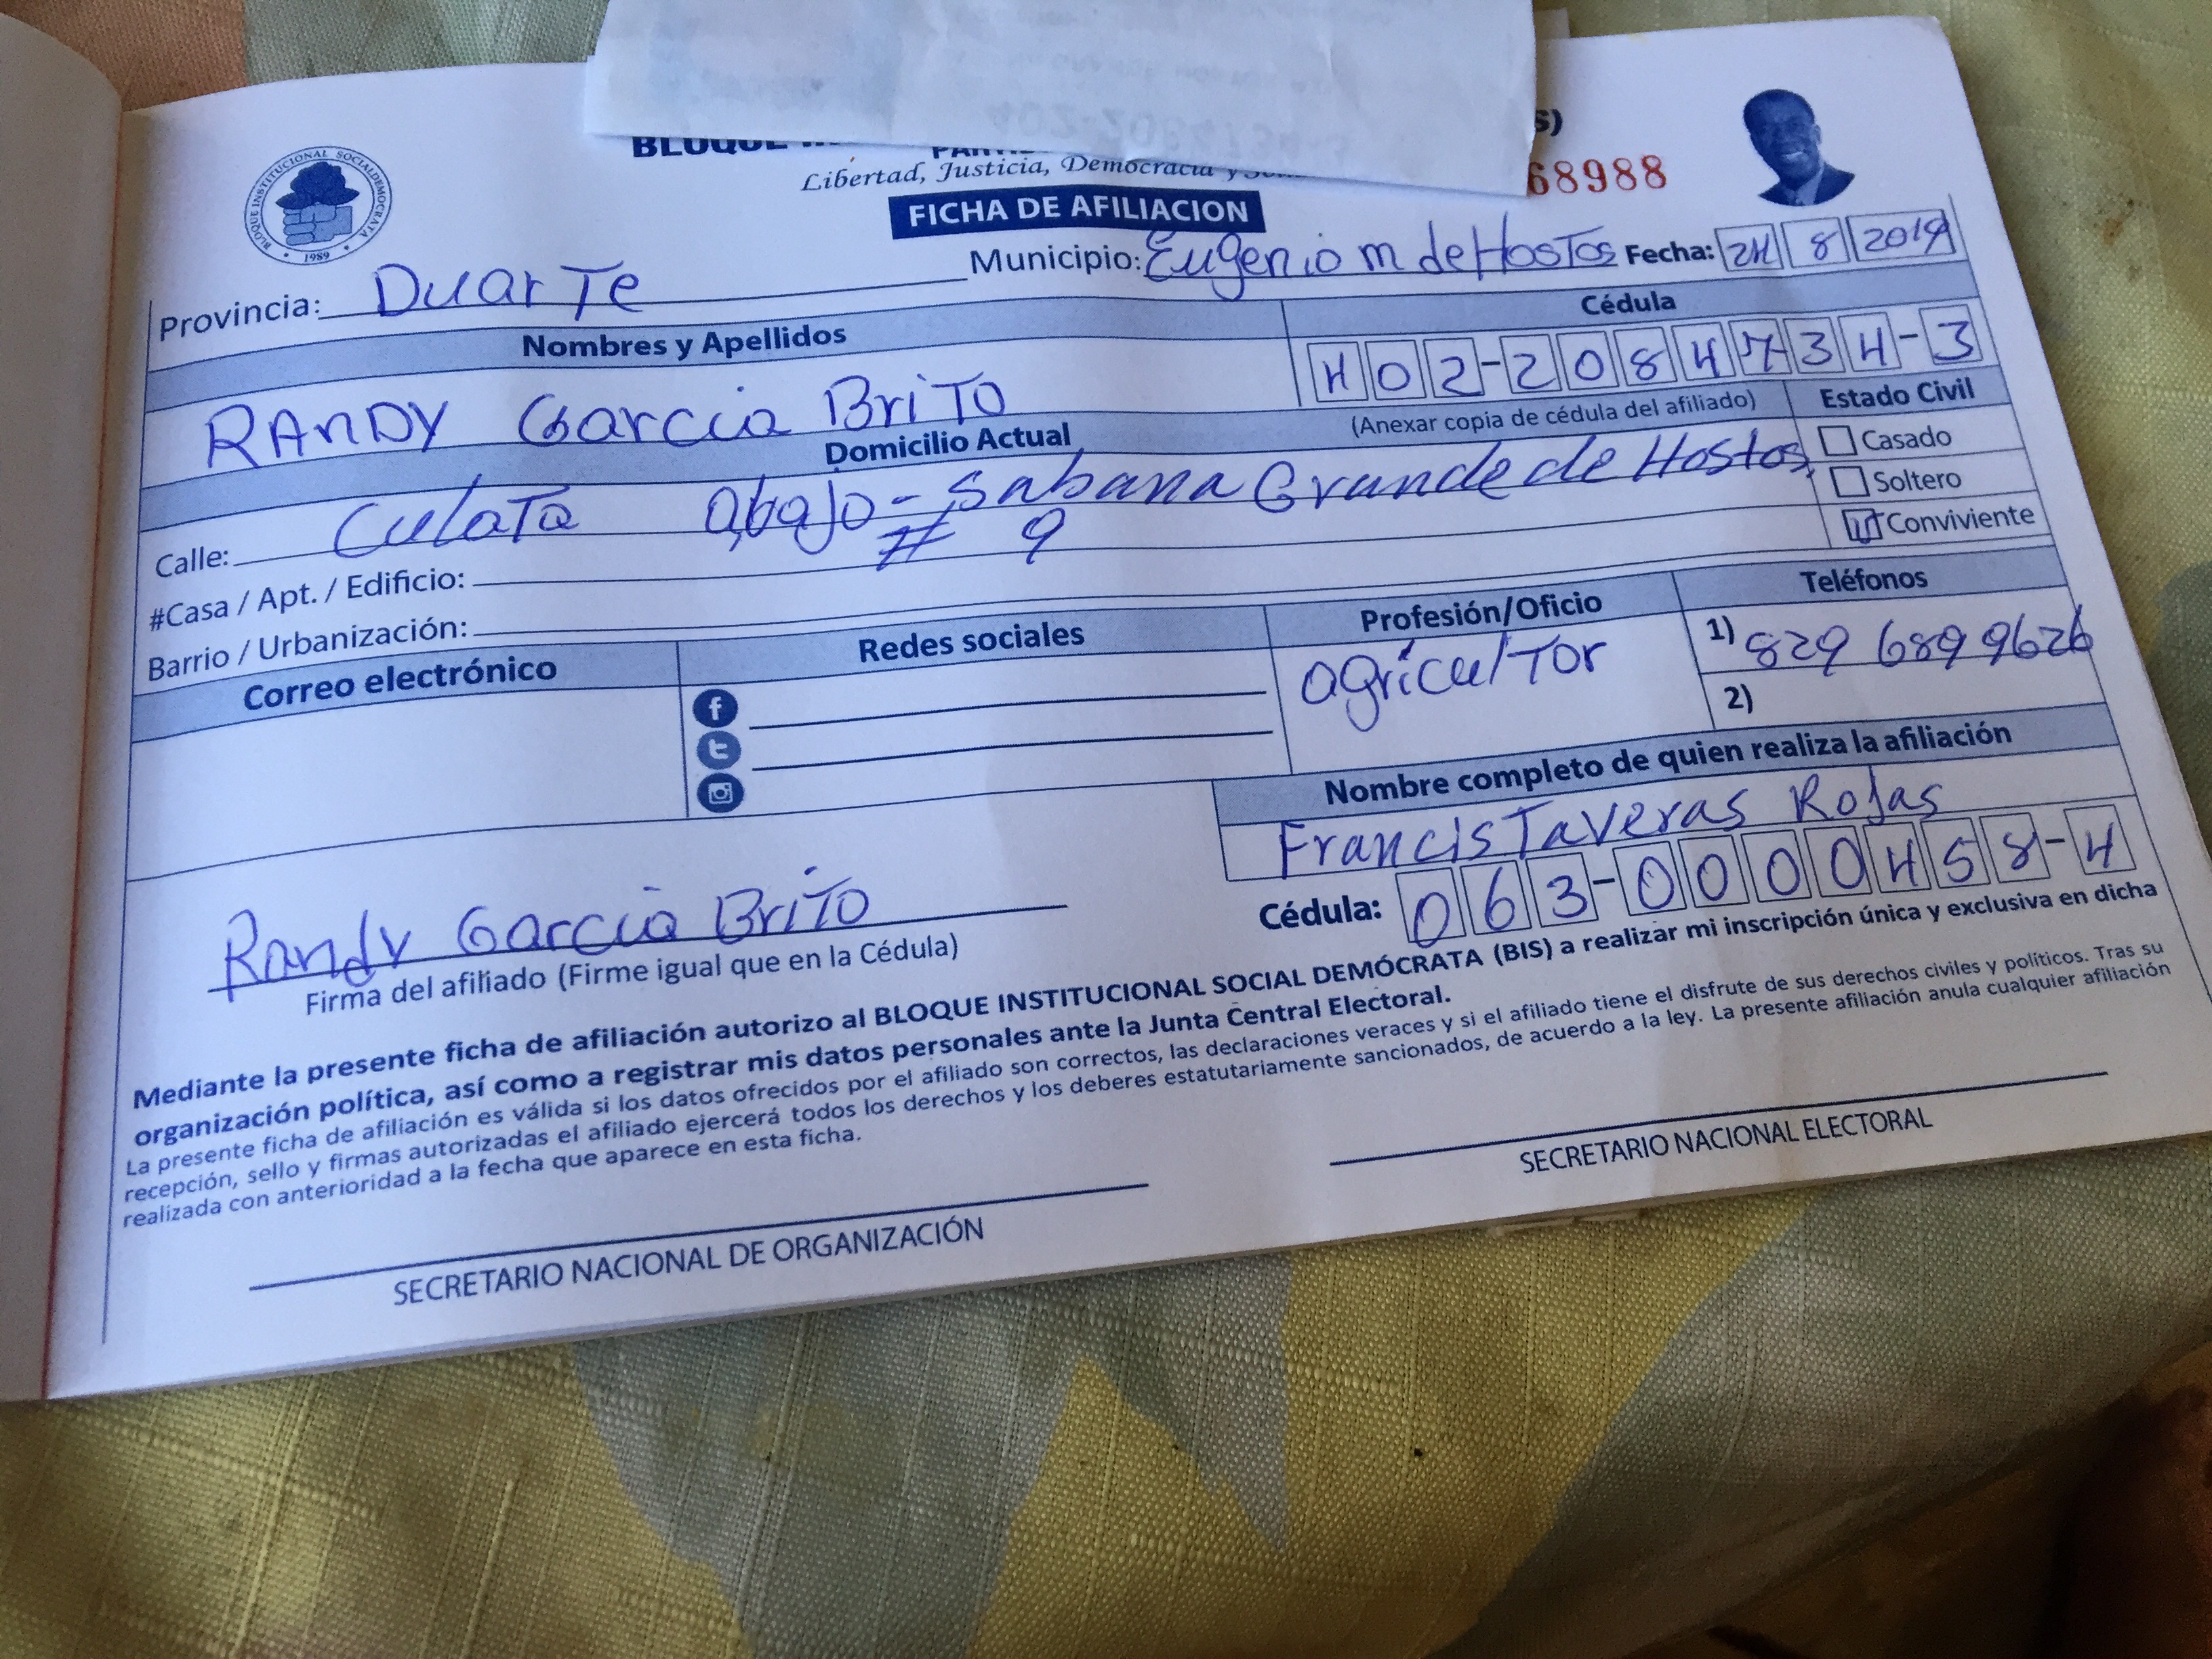 BLOQUE INSTITUCIONAL SOCIALDEMOCRATA
1989
BLOQUE
S)
Libertad, Justicia, Democracia y
68988
FICHA DE AFILIACION
Provincia: Duarte Municipio: Eugenio m de Hostos Fecha: 24 8 2019
Nombres y Apellidos Cédula
RANDY Garcia Brito 402-2084734-3
(Anexar copia de cédula del afiliado) Estado Civil
Domicilio Actual Casado
Calle: Culata abajo - Sabana Grande de Hostos, Soltero
#Casa / Apt. / Edificio: # 9 Conviviente
Barrio / Urbanización:
Correo electrónico Redes sociales Profesión/Oficio Teléfonos
agricultor 1) 829 689 9626
2)
Nombre completo de quien realiza la afiliación
Francis Taveras Rojas
Cédula: 063-0000458-4
Randy Garcia Brito
Firma del afiliado (Firme igual que en la Cédula)
Mediante la presente ficha de afiliación autorizo al BLOQUE INSTITUCIONAL SOCIAL DEMÓCRATA (BIS) a realizar mi inscripción única y exclusiva en dicha
organización política, así como a registrar mis datos personales ante la Junta Central Electoral.
La presente ficha de afiliación es válida si los datos ofrecidos por el afiliado son correctos, las declaraciones veraces y si el afiliado tiene el disfrute de sus derechos civiles y políticos. Tras su
recepción, sello y firmas autorizadas el afiliado ejercerá todos los derechos y los deberes estatutariamente sancionados, de acuerdo a la ley. La presente afiliación anula cualquier afiliación
realizada con anterioridad a la fecha que aparece en esta ficha.
SECRETARIO NACIONAL DE ORGANIZACIÓN SECRETARIO NACIONAL ELECTORAL